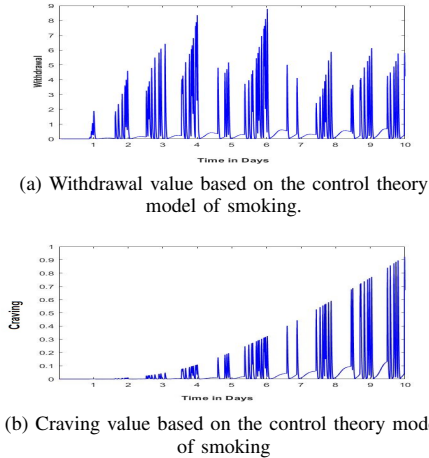 9
8
7
6
5
4
3
2
1
0
Withdrawal
1 2 3 4 5 6 7 8 9 10
Time in Days
(a) Withdrawal value based on the control theory
model of smoking.
1
0.9
0.8
0.7
0.6
0.5
0.4
0.3
0.2
0.1
0
Craving
1 2 3 4 5 6 7 8 9 10
Time in Days
(b) Craving value based on the control theory mod
of smoking